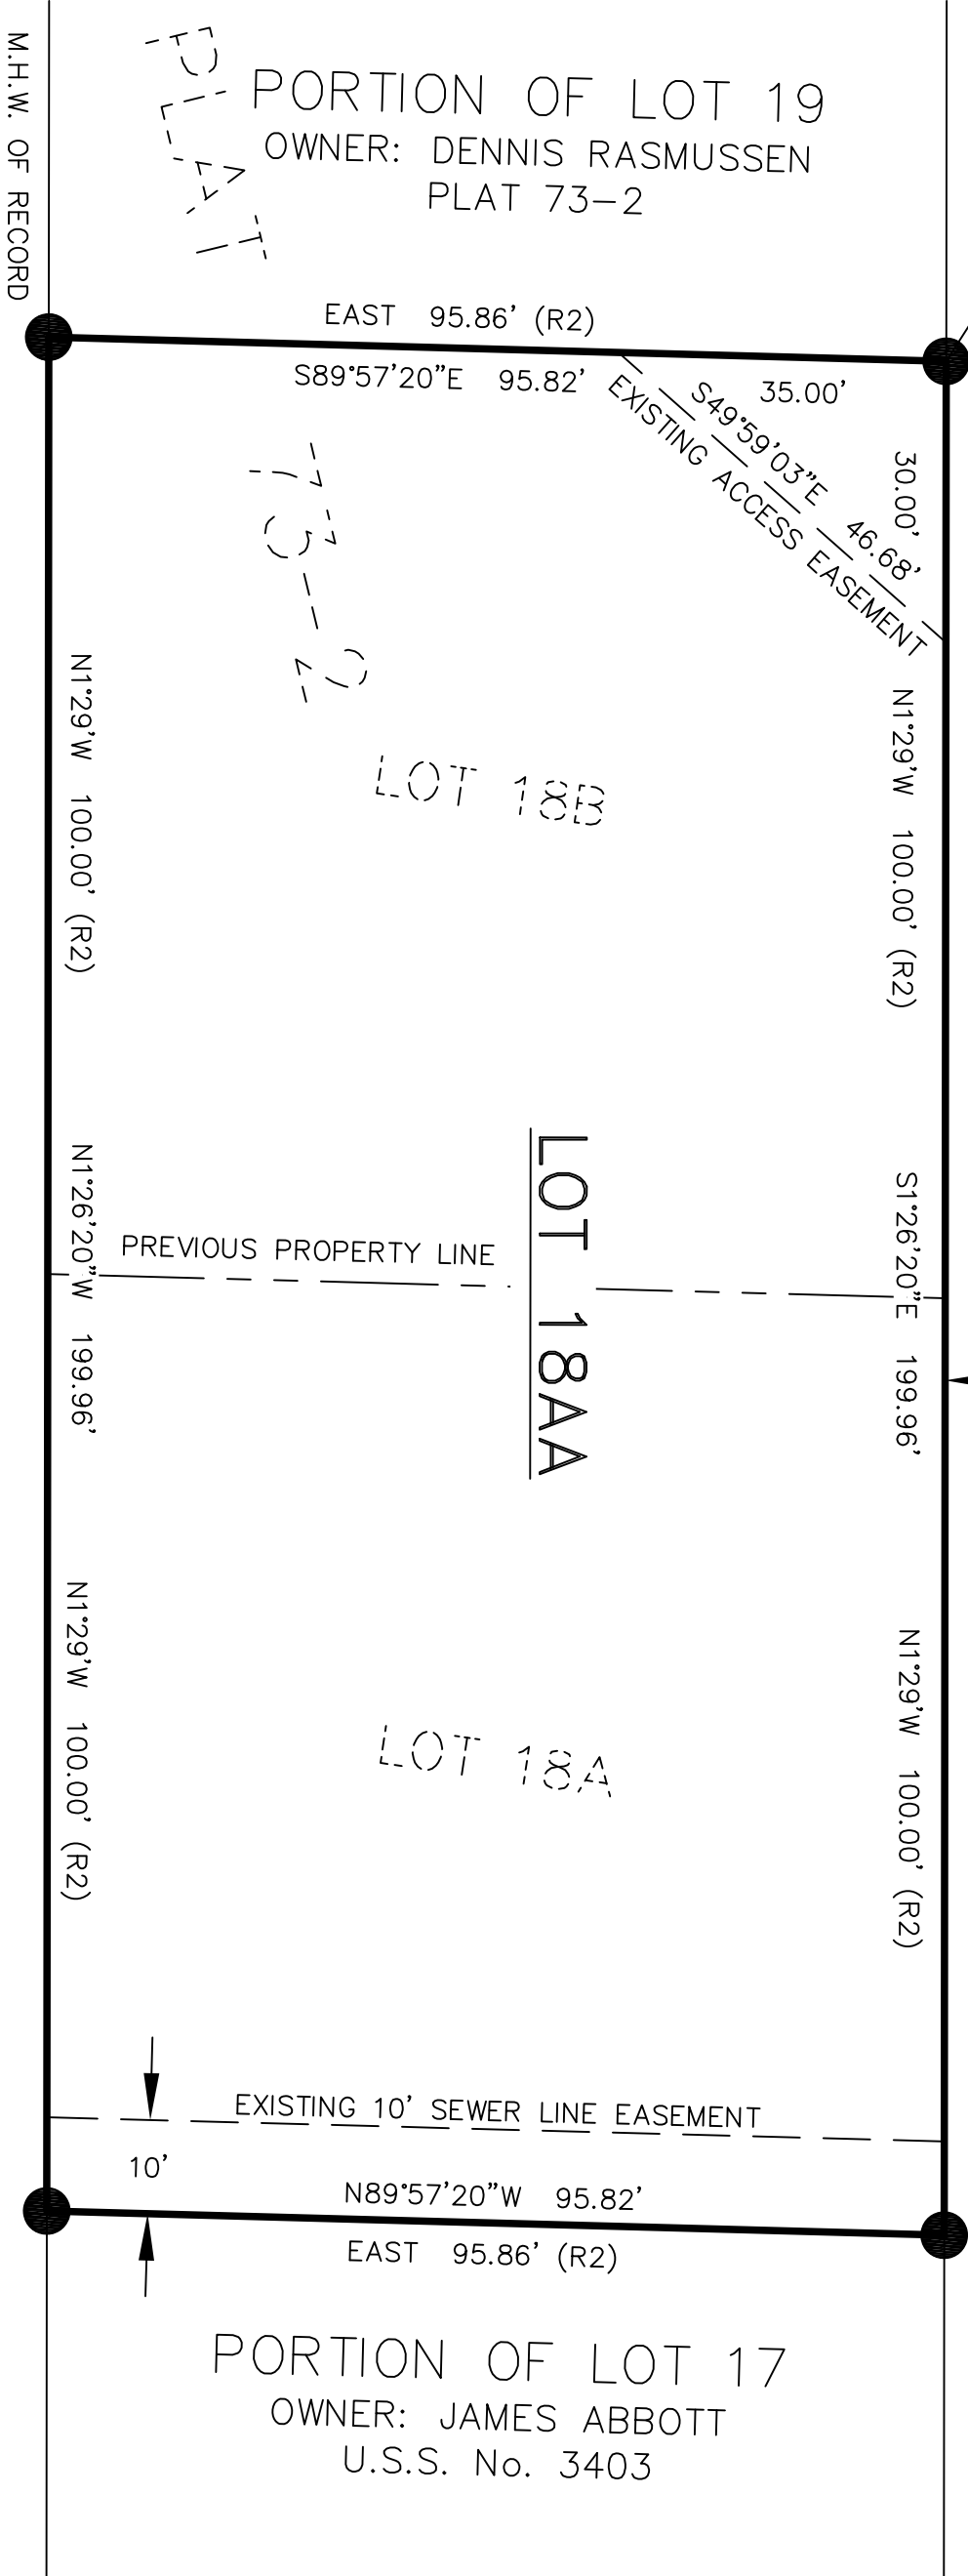 M.H.W. OF RECORD
PLAT
PORTION OF LOT 19
OWNER: DENNIS RASMUSSEN
PLAT 73-2
EAST 95.86' (R2)
S89°57'20"E 95.82'
35.00'
S49°59'03"E 46.68'
EXISTING ACCESS EASEMENT
30.00'
73-2
N1°29'W 100.00' (R2)
N1°29'W 100.00' (R2)
LOT 18B
LOT 18AA
N1°26'20"W 199.96'
PREVIOUS PROPERTY LINE
S1°26'20"E 199.96'
N1°29'W 100.00' (R2)
N1°29'W 100.00' (R2)
LOT 18A
EXISTING 10' SEWER LINE EASEMENT
10'
N89°57'20"W 95.82'
EAST 95.86' (R2)
PORTION OF LOT 17
OWNER: JAMES ABBOTT
U.S.S. No. 3403